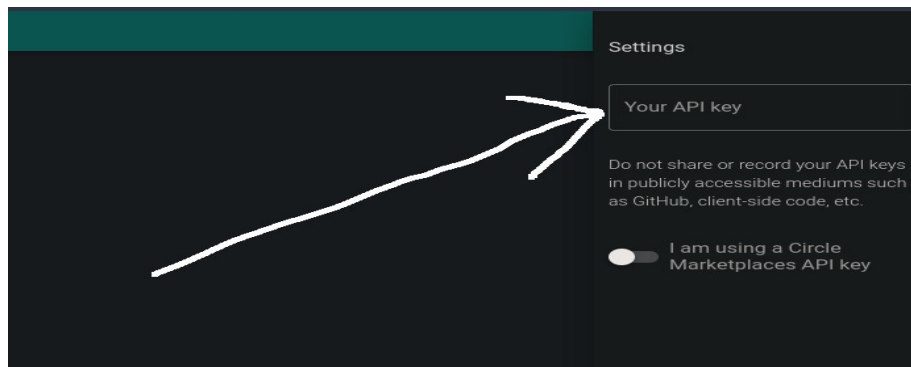 Settings
Your API key
Do not share or record your API keys
in publicly accessible mediums such
as GitHub, client-side code, etc.
I am using a Circle
Marketplaces API key